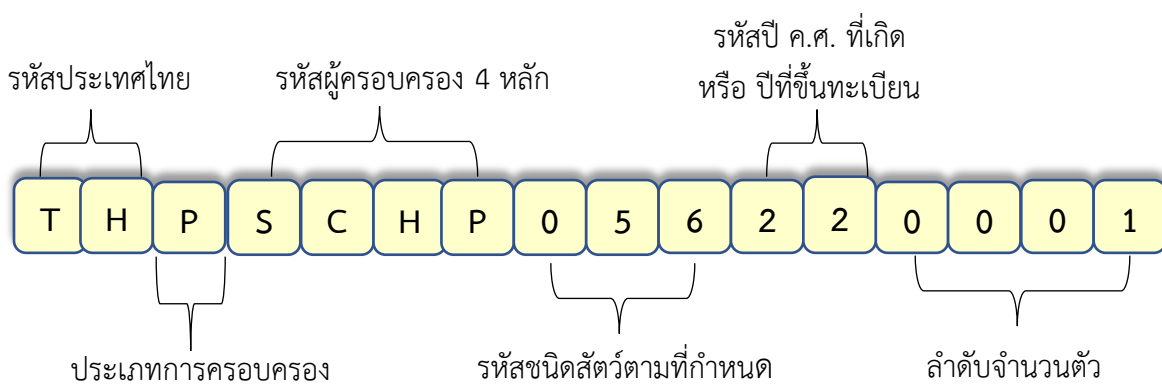 รหัสปี ค.ศ. ที่เกิด
หรือ ปีที่ขึ้นทะเบียน
รหัสประเทศไทย
รหัสผู้ครอบครอง 4 หลัก
T H P S C H P 0 5 6 2 2 0 0 0 1
ประเภทการครอบครอง
รหัสชนิดสัตว์ตามที่กำหนด
ลำดับจำนวนตัว